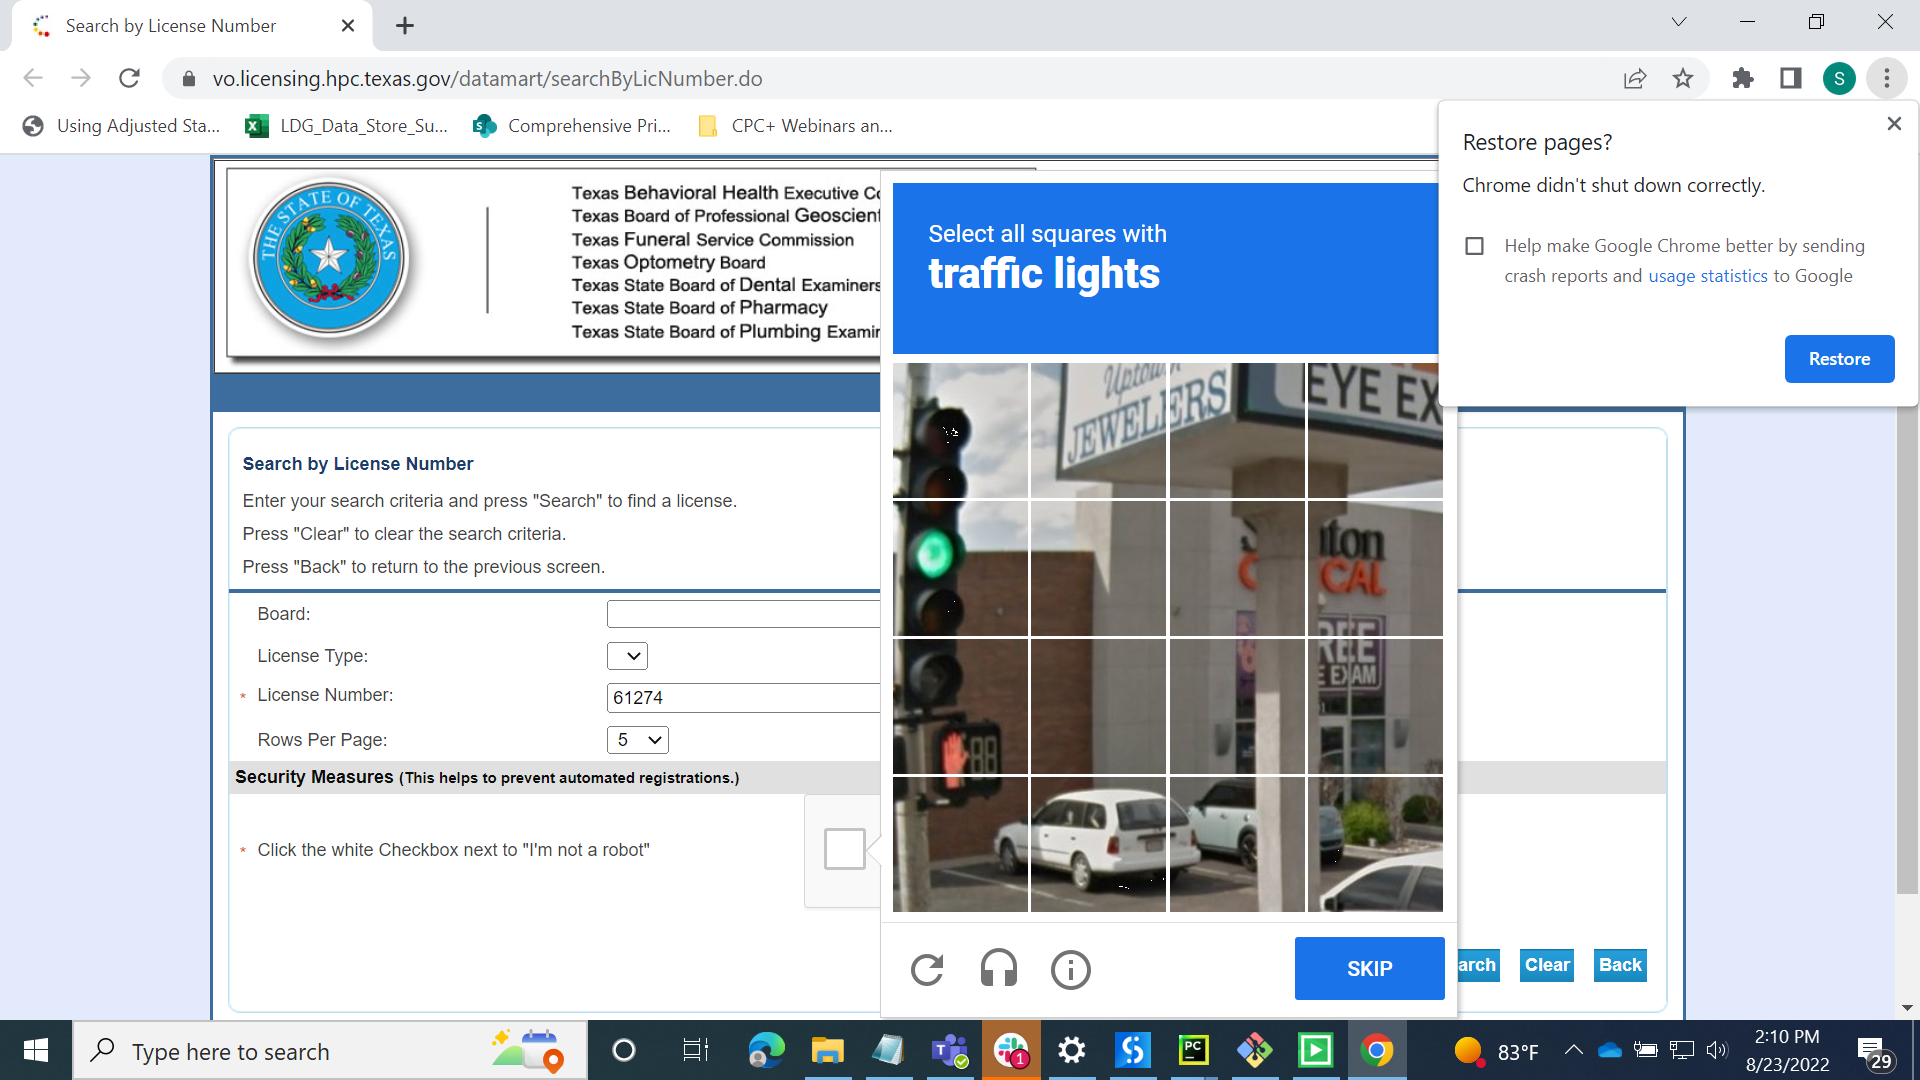 Search by License Number
vo.licensing.hpc.texas.gov/datamart/searchByLicNumber.do
S
Using Adjusted Sta...
LDG_Data_Store_Su...
Comprehensive Pri...
CPC+ Webinars an...
Restore pages?
Chrome didn't shut down correctly.
Help make Google Chrome better by sending
crash reports and usage statistics to Google
Restore
THE STATE OF TEXAS
Texas Behavioral Health Executive Co
Texas Board of Professional Geoscient
Texas Funeral Service Commission
Texas Optometry Board
Texas State Board of Dental Examiners
Texas State Board of Pharmacy
Texas State Board of Plumbing Examin
Select all squares with
traffic lights
Uptown
JEWELERS
EYE EX
ton
CAL
FREE
EXAM
88
Search by License Number
Enter your search criteria and press "Search" to find a license.
Press "Clear" to clear the search criteria.
Press "Back" to return to the previous screen.
Board:
License Type:
* License Number:
61274
Rows Per Page:
5
Security Measures (This helps to prevent automated registrations.)
* Click the white Checkbox next to "I'm not a robot"
SKIP
arch
Clear
Back
Type here to search
T
1
S
PC
83°F
2:10 PM
8/23/2022
29